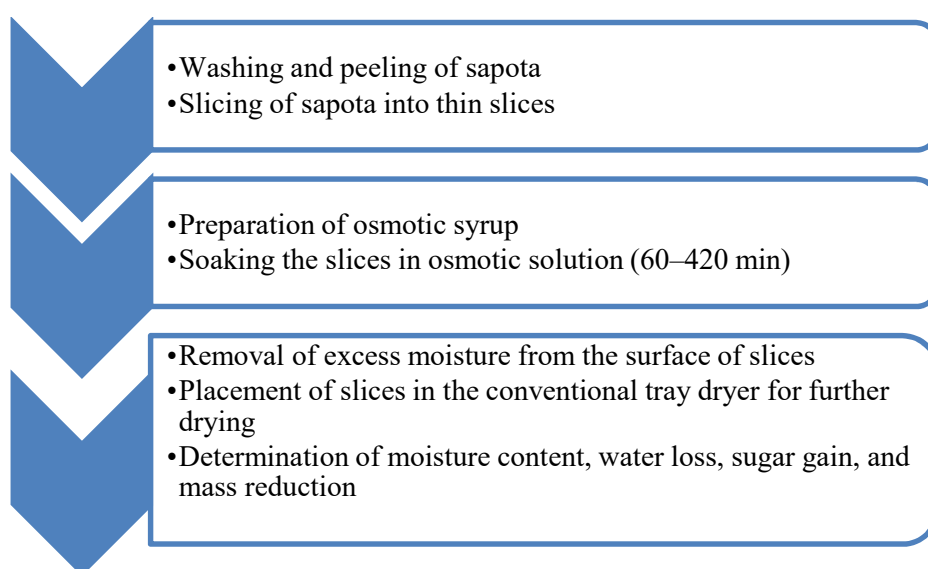 •Washing and peeling of sapota
•Slicing of sapota into thin slices
•Preparation of osmotic syrup
•Soaking the slices in osmotic solution (60–420 min)
•Removal of excess moisture from the surface of slices
•Placement of slices in the conventional tray dryer for further
drying
•Determination of moisture content, water loss, sugar gain, and
mass reduction